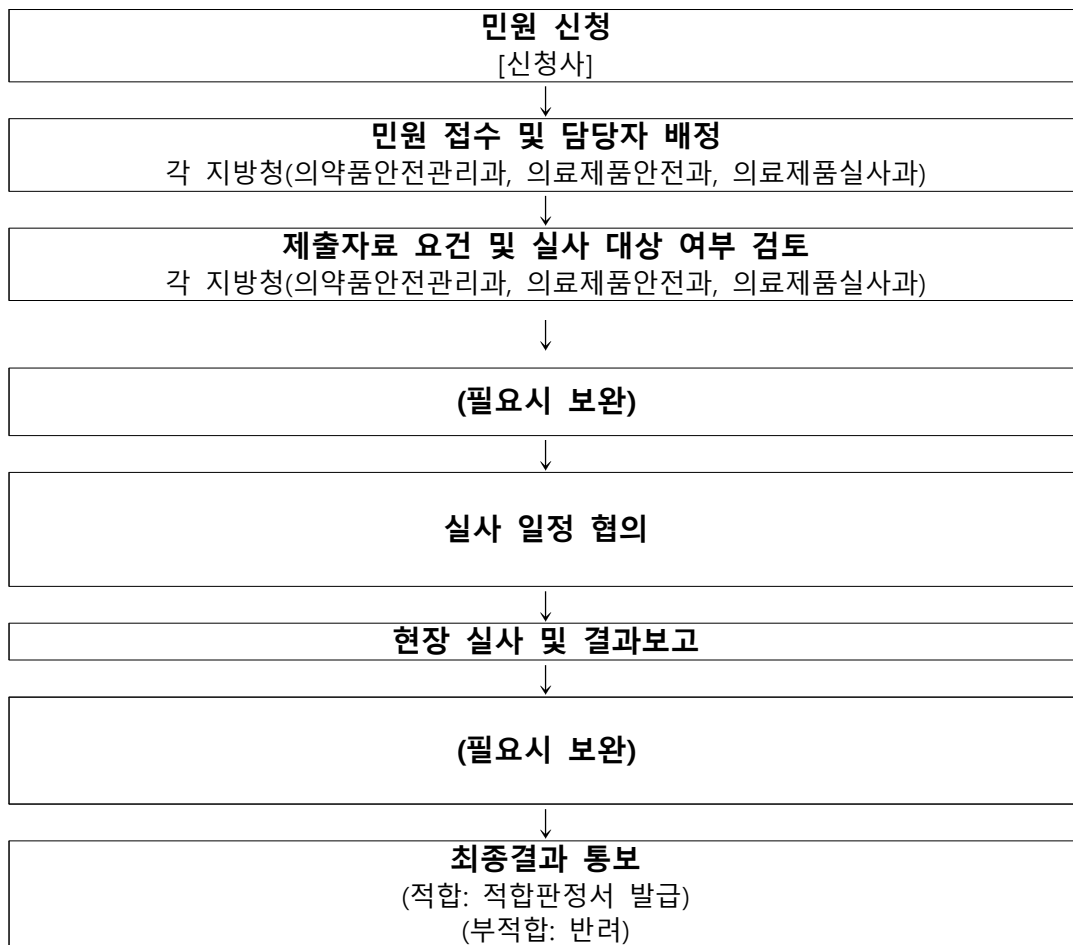 민원 신청
[신청사]
↓
민원 접수 및 담당자 배정
각 지방청(의약품안전관리과, 의료제품안전과, 의료제품실사과)
↓
제출자료 요건 및 실사 대상 여부 검토
각 지방청(의약품안전관리과, 의료제품안전과, 의료제품실사과)
↓
(필요시 보완)
↓
실사 일정 협의
↓
현장 실사 및 결과보고
↓
(필요시 보완)
↓
최종결과 통보
(적합: 적합판정서 발급)
(부적합: 반려)